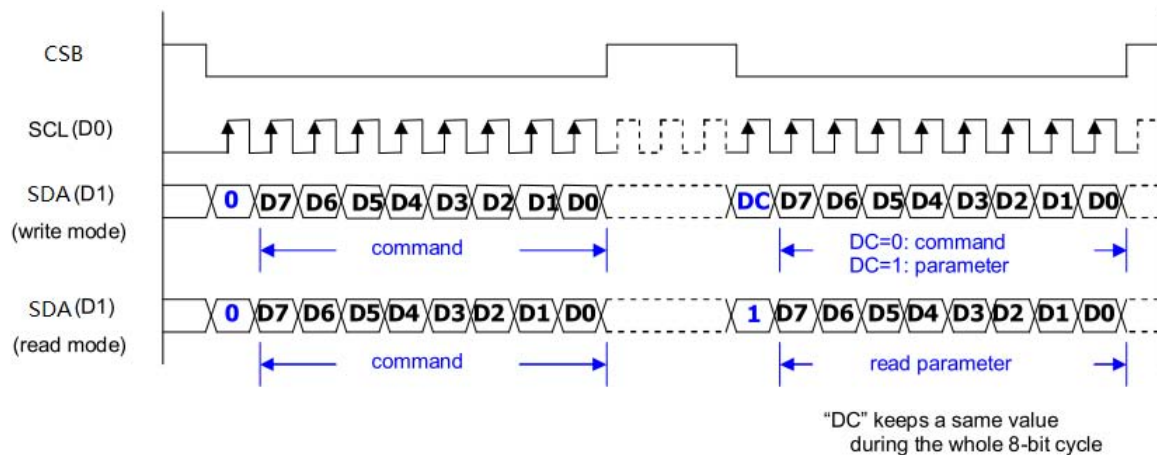 CSB
SCL (D0)
SDA (D1)
(write mode)
0 D7 D6 D5 D4 D3 D2 D1 D0
DC D7 D6 D5 D4 D3 D2 D1 D0
command
DC=0: command
DC=1: parameter
SDA (D1)
(read mode)
0 D7 D6 D5 D4 D3 D2 D1 D0
1 D7 D6 D5 D4 D3 D2 D1 D0
command
read parameter
“DC” keeps a same value
during the whole 8-bit cycle